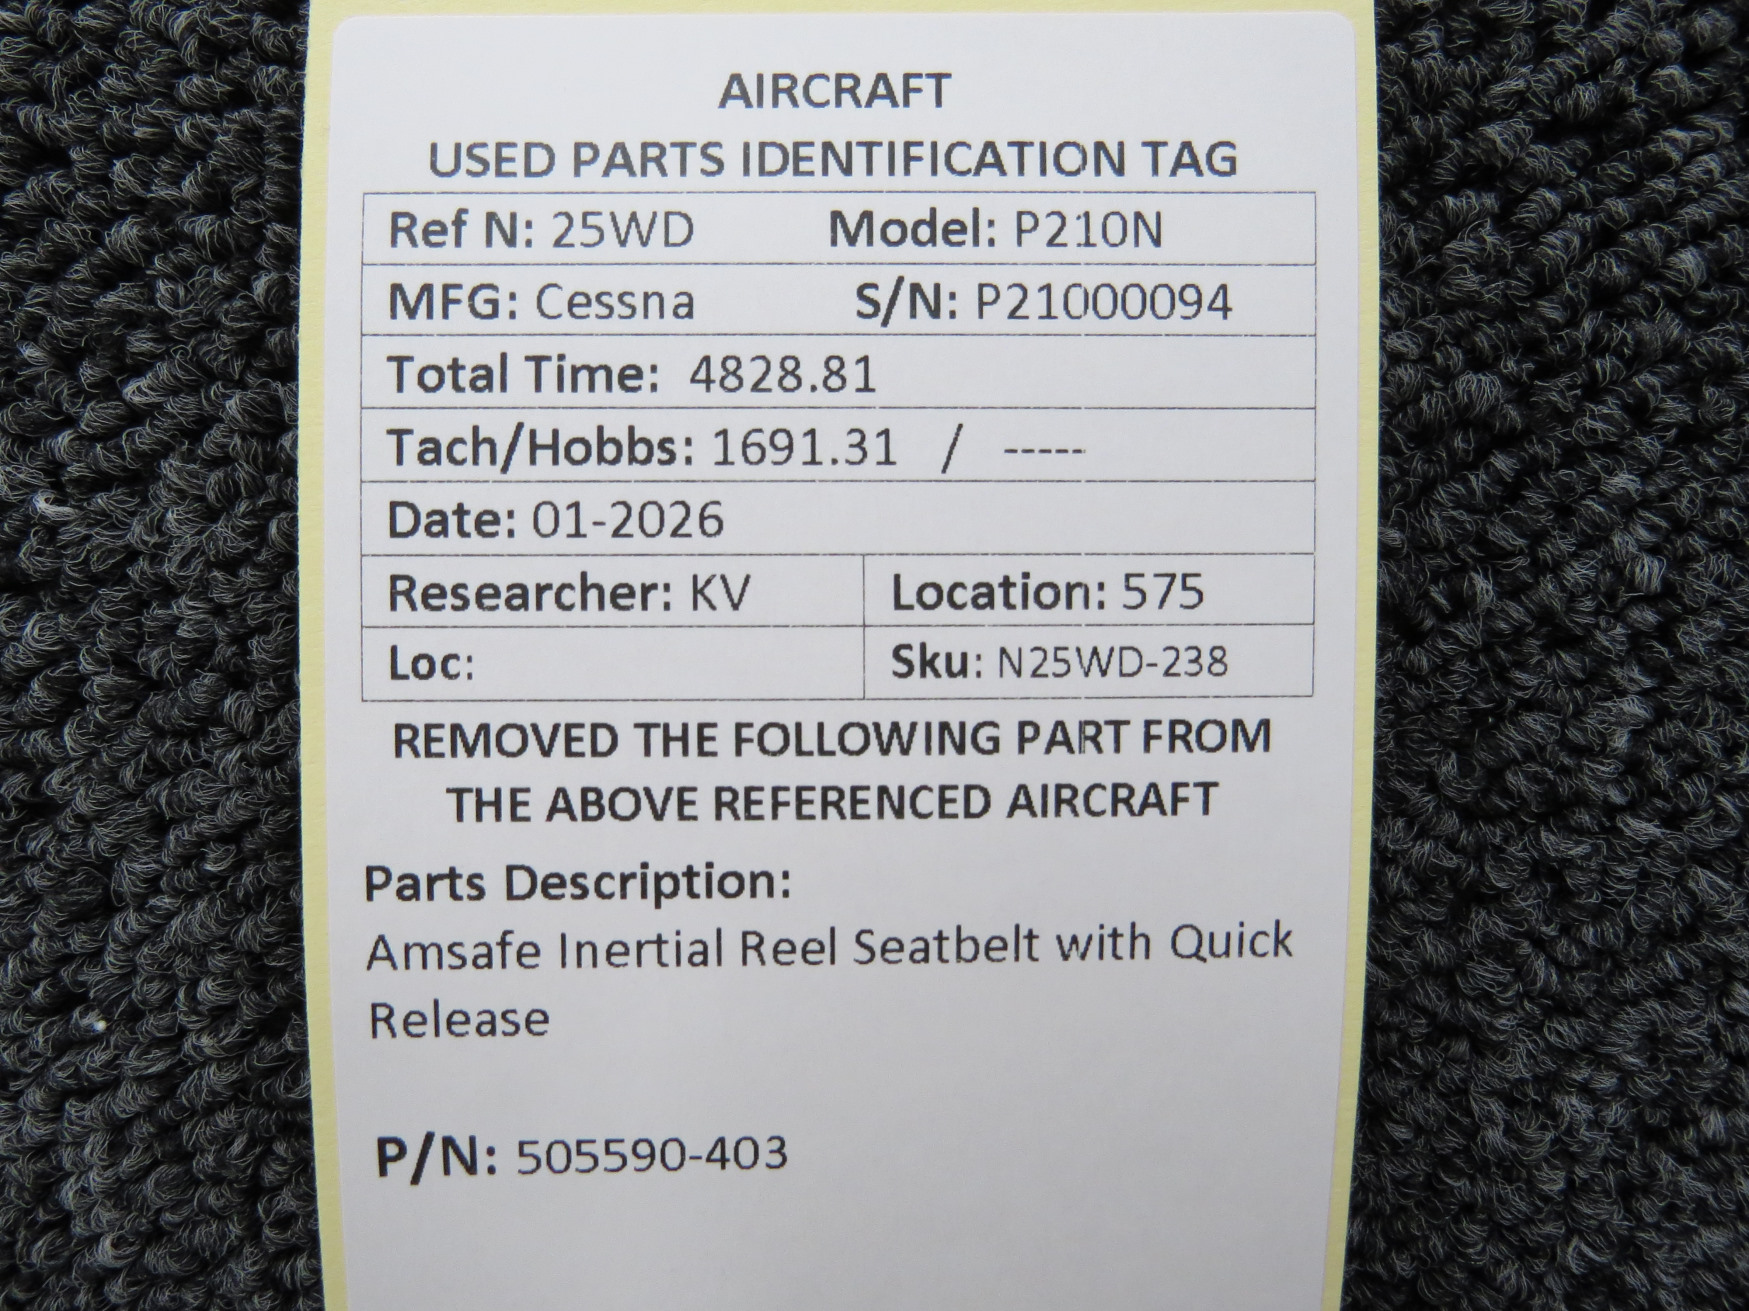 AIRCRAFT
USED PARTS IDENTIFICATION TAG
Ref N: 25WD Model: P210N
MFG: Cessna S/N: P21000094
Total Time: 4828.81
Tach/Hobbs: 1691.31 / -----
Date: 01-2026
Researcher: KV Location: 575
Loc: Sku: N25WD-238
REMOVED THE FOLLOWING PART FROM
THE ABOVE REFERENCED AIRCRAFT
Parts Description:
Amsafe Inertial Reel Seatbelt with Quick
Release
P/N: 505590-403